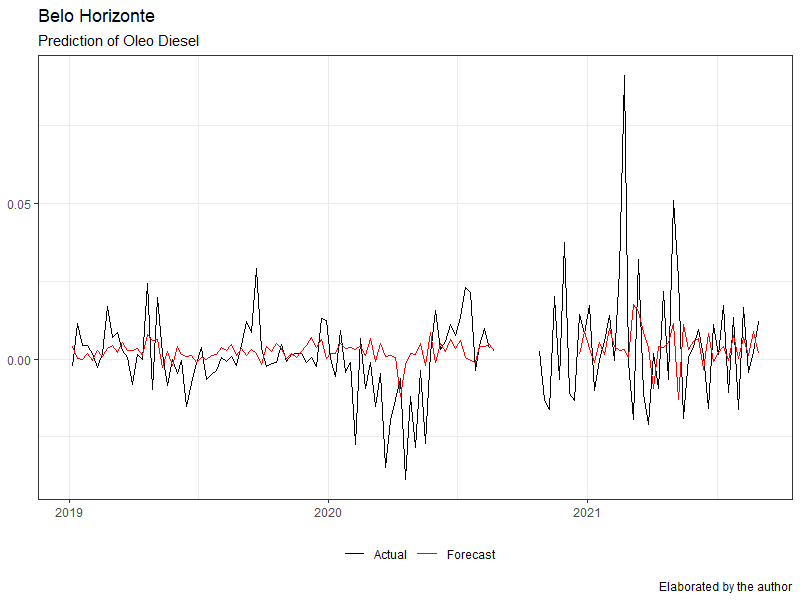 Belo Horizonte
Prediction of Oleo Diesel
0.05
0.00
2019 2020 2021
Actual Forecast
Elaborated by the author